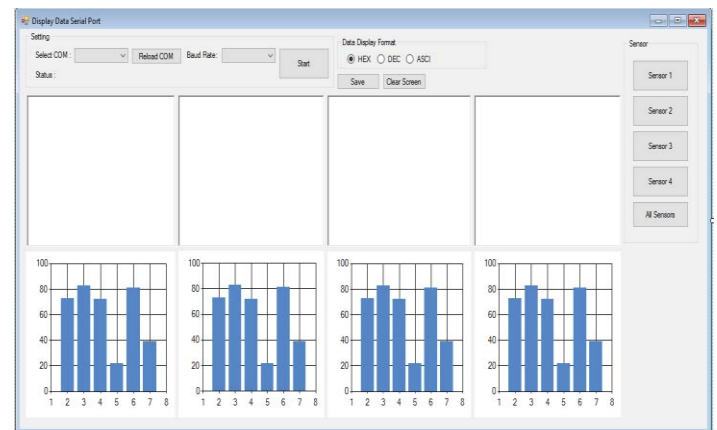 Display Data Serial Port
Setting
Select COM :
Reload COM
Baud Rate:
Start
Status :
Data Display Format
HEX
DEC
ASCI
Save
Clear Screen
Sensor
Sensor 1
Sensor 2
Sensor 3
Sensor 4
All Sensors
100
80
60
40
20
0
1 2 3 4 5 6 7 8
100
80
60
40
20
0
1 2 3 4 5 6 7 8
100
80
60
40
20
0
1 2 3 4 5 6 7 8
100
80
60
40
20
0
1 2 3 4 5 6 7 8